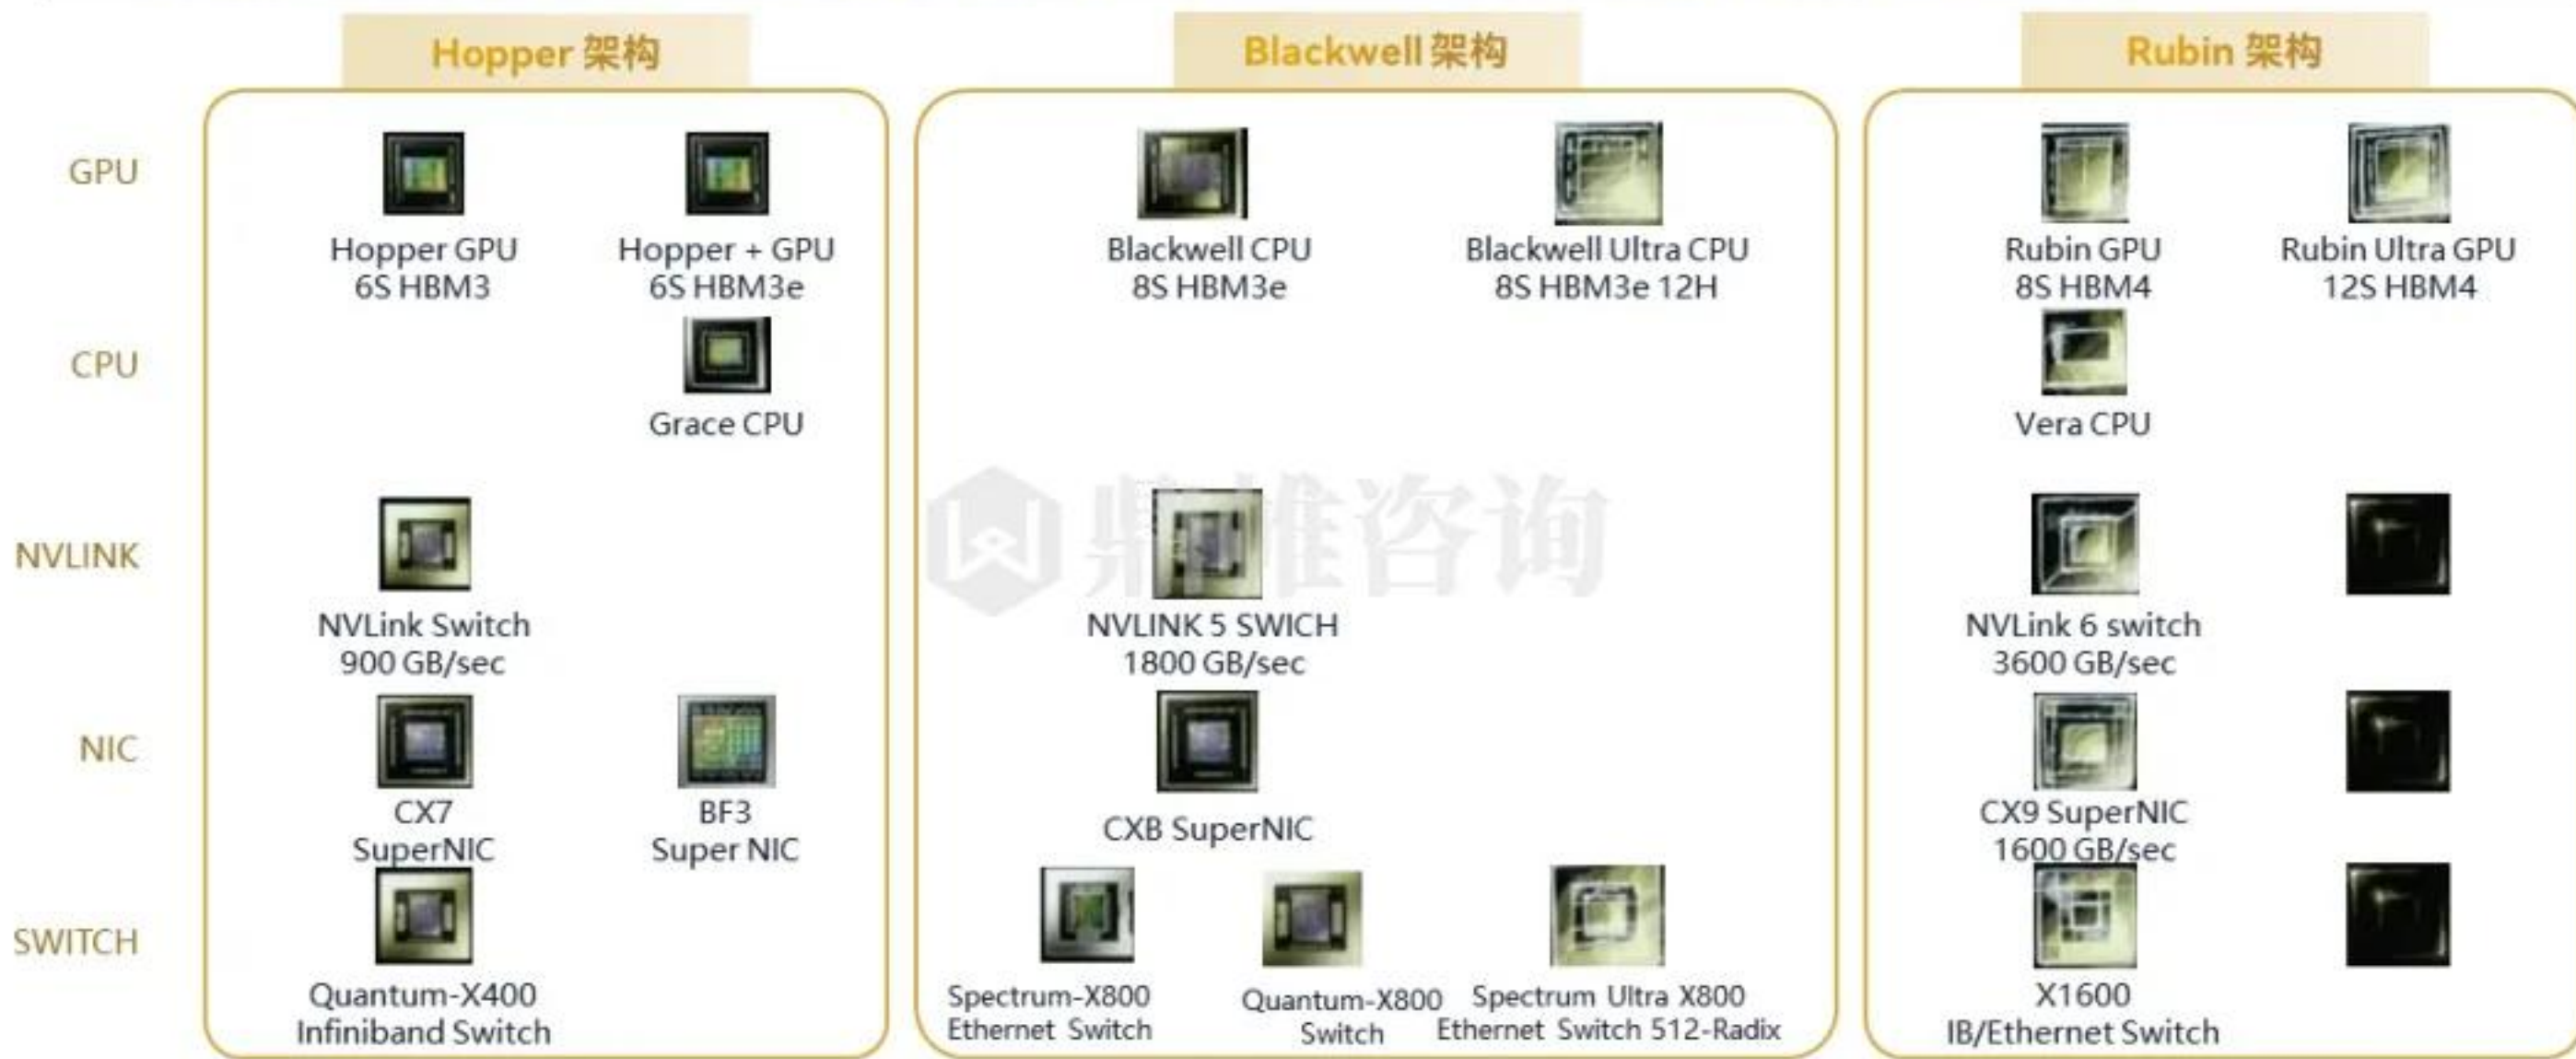 Hopper 架构
Blackwell 架构
Rubin 架构
GPU
Hopper GPU
6S HBM3
Hopper + GPU
6S HBM3e
Blackwell CPU
8S HBM3e
Blackwell Ultra CPU
8S HBM3e 12H
Rubin GPU
8S HBM4
Rubin Ultra GPU
12S HBM4
CPU
Grace CPU
Vera CPU
鼎帷咨询
NVLINK
NVLink Switch
900 GB/sec
NVLINK 5 SWICH
1800 GB/sec
NVLink 6 switch
3600 GB/sec
NIC
CX7
SuperNIC
BF3
Super NIC
CXB SuperNIC
CX9 SuperNIC
1600 GB/sec
SWITCH
Quantum-X400
Infiniband Switch
Spectrum-X800
Ethernet Switch
Quantum-X800
Switch
Spectrum Ultra X800
Ethernet Switch 512-Radix
X1600
IB/Ethernet Switch